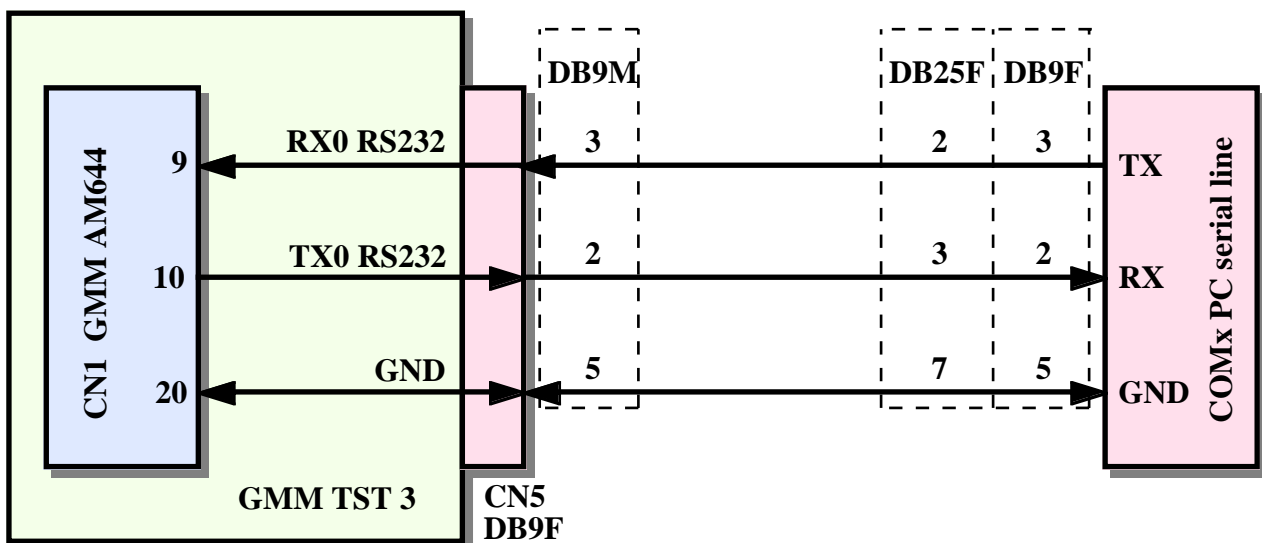 DB9M DB25F DB9F
RX0 RS232 3 2 3
9 TX
CN1 GMM AM644
COMx PC serial line
TX0 RS232 2 3 2
10 RX
GND 5 7 5
20 GND
GMM TST 3
CN5
DB9F